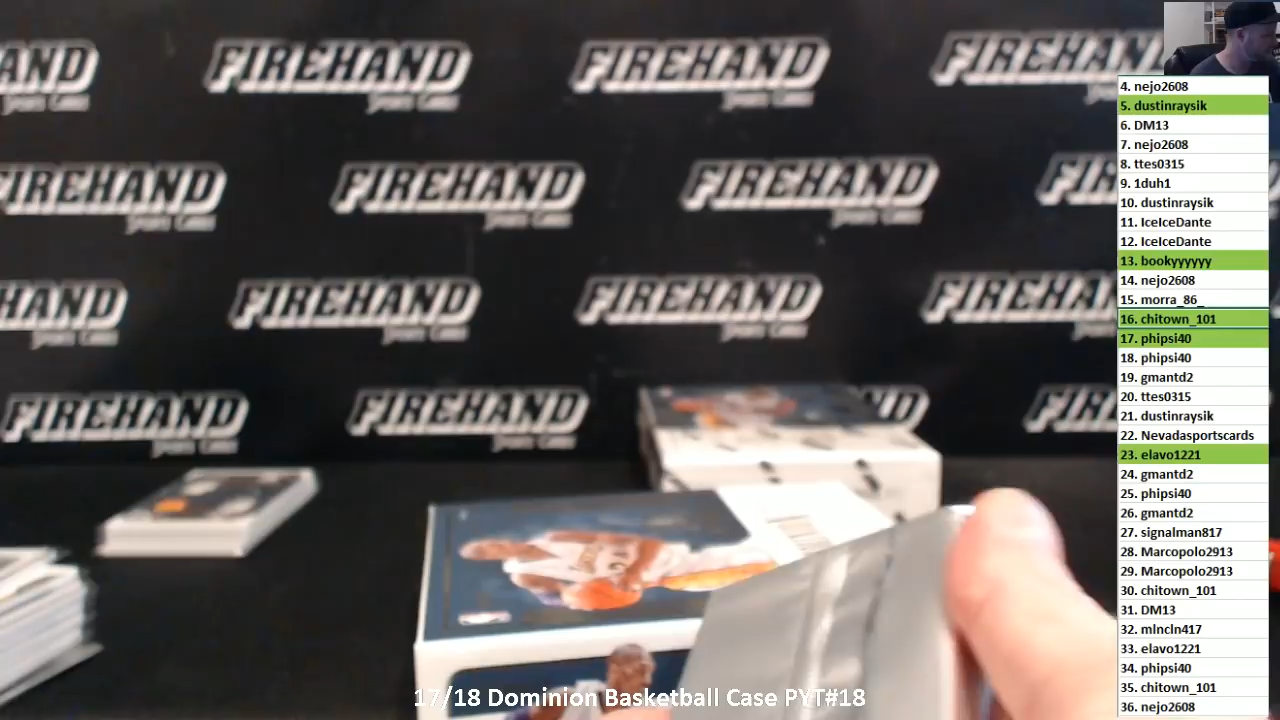 FIREHAND
FIREHAND
FIREHAND
FIREHAND
FIREHAND
FIREHAND
FIREHAND
FIREHAND
FIREHAND
FIREHAND
4. nejo2608
5. dustinraysik
6. DM13
7. nejo2608
8. ttes0315
9. 1duh1
10. dustinraysik
11. IceIceDante
12. IceIceDante
13. bookyyyyyy
14. nejo2608
15. morra_86_
16. chitown_101
17. phipsi40
18. phipsi40
19. gmantd2
20. ttes0315
21. dustinraysik
22. Nevadasportscards
23. elavo1221
24. gmantd2
25. phipsi40
26. gmantd2
27. signalman817
28. Marcopolo2913
29. Marcopolo2913
30. chitown_101
31. DM13
32. mlncln417
33. elavo1221
34. phipsi40
35. chitown_101
36. nejo2608
17/18 Dominion Basketball Case PYT#18